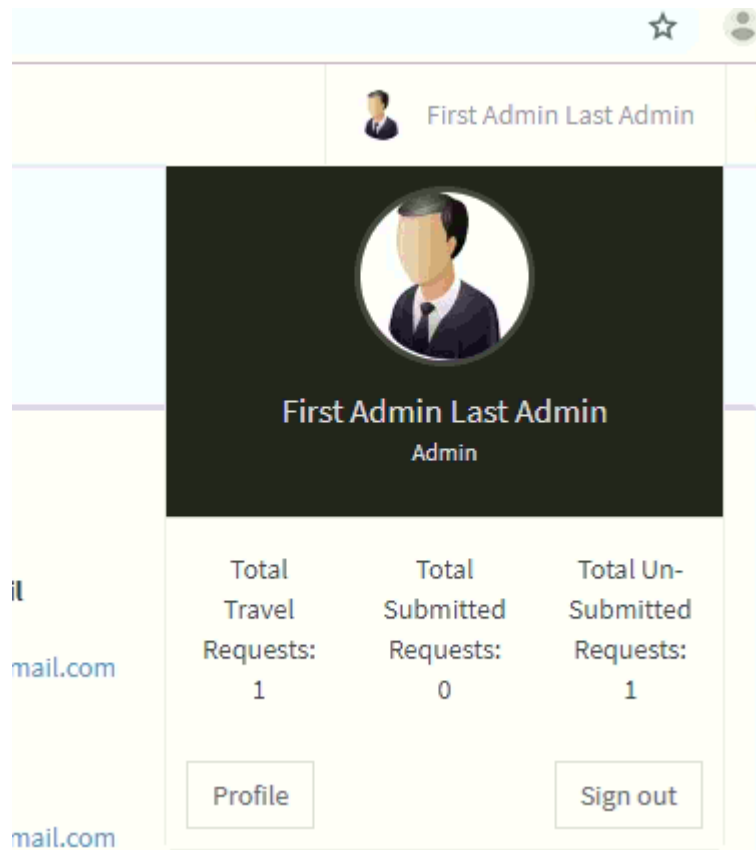 First Admin Last Admin
First Admin Last Admin
Admin
Total Travel Requests: 1
Total Submitted Requests: 0
Total Un-Submitted Requests: 1
il
mail.com
Profile
Sign out
mail.com